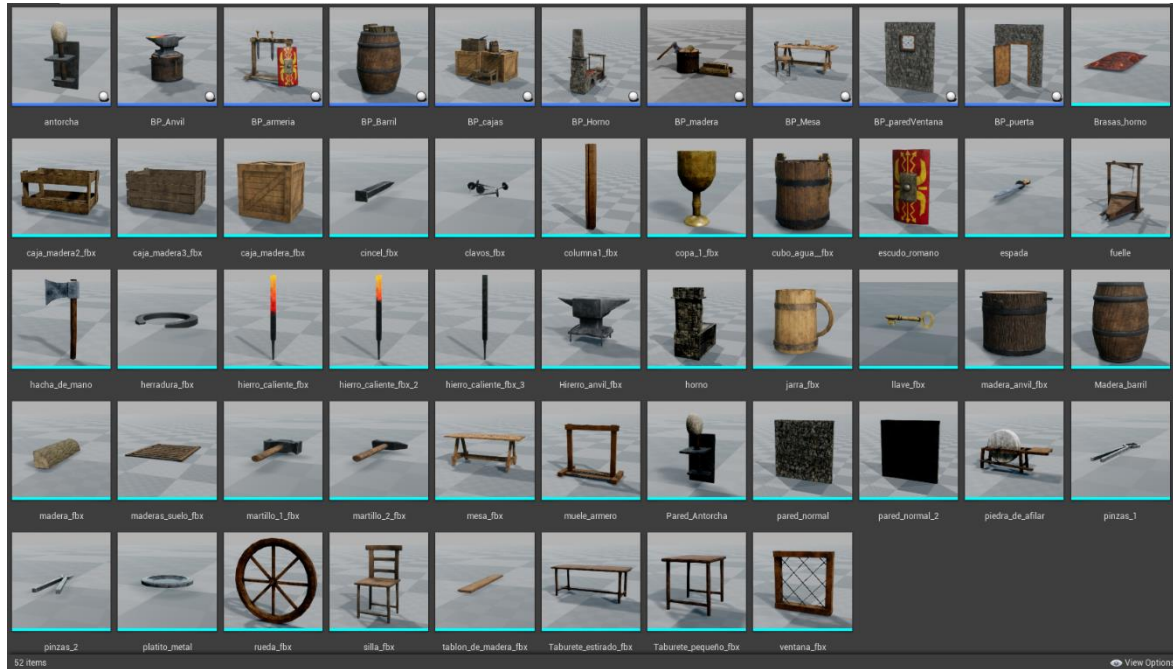 antorcha BP_Anvil BP_armeria BP_Barril BP_cajas BP_Horno BP_madera BP_Mesa BP_paredVentana BP_puerta Brasas_horno
caja_madera2_fbx caja_madera3_fbx caja_madera_fbx cincel_fbx clavos_fbx columna1_fbx copa_1_fbx cubo_agua__fbx escudo_romano espada fuelle
hacha_de_mano herradura_fbx hierro_caliente_fbx hierro_caliente_fbx_2 hierro_caliente_fbx_3 Hirerro_anvil_fbx horno jarra_fbx llave_fbx madera_anvil_fbx Madera_barril
madera_fbx maderas_suelo_fbx martillo_1_fbx martillo_2_fbx mesa_fbx muele_armero Pared_Antorcha pared_normal pared_normal_2 piedra_de_afilar pinzas_1
pinzas_2 platito_metal rueda_fbx silla_fbx tablon_de_madera_fbx Taburete_estirado_fbx Taburete_pequeño_fbx ventana_fbx
52 items View Option